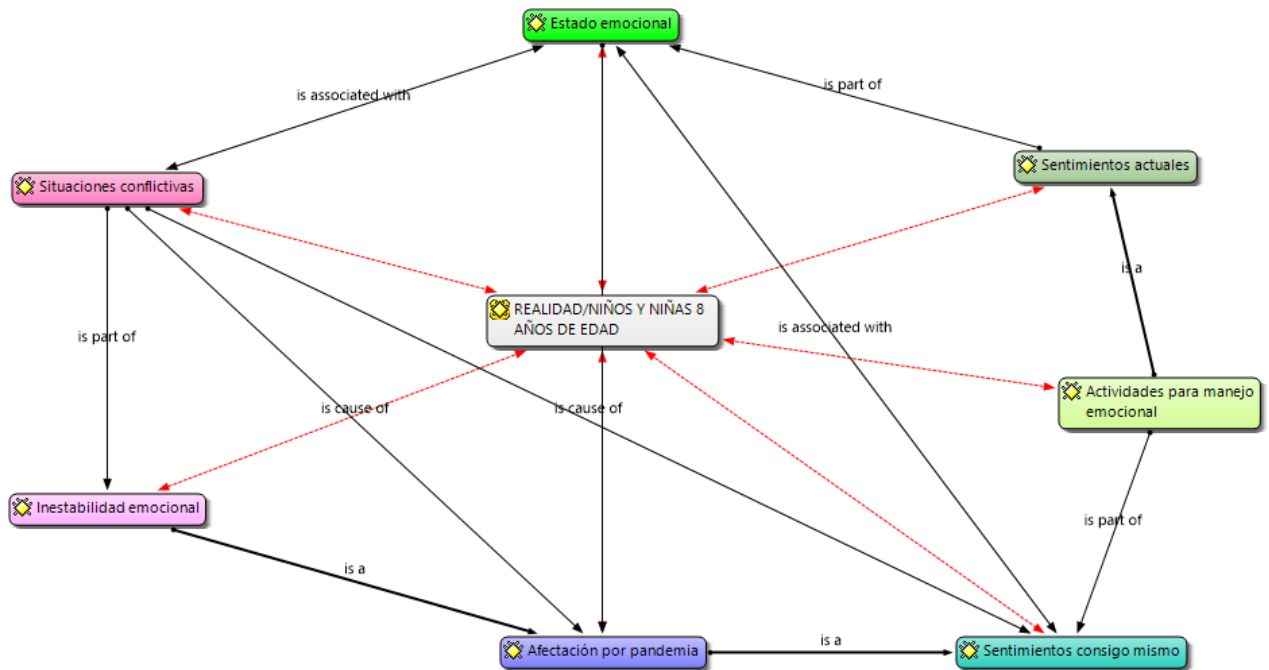 Estado emocional
is part of
is associated with
Sentimientos actuales
Situaciones conflictivas
is a
REALIDAD/NIÑOS Y NIÑAS 8
AÑOS DE EDAD
is associated with
is part of
Actividades para manejo
emocional
is cause of
is cause of
Inestabilidad emocional
is part of
is a
is a
Afectación por pandemia
Sentimientos consigo mismo